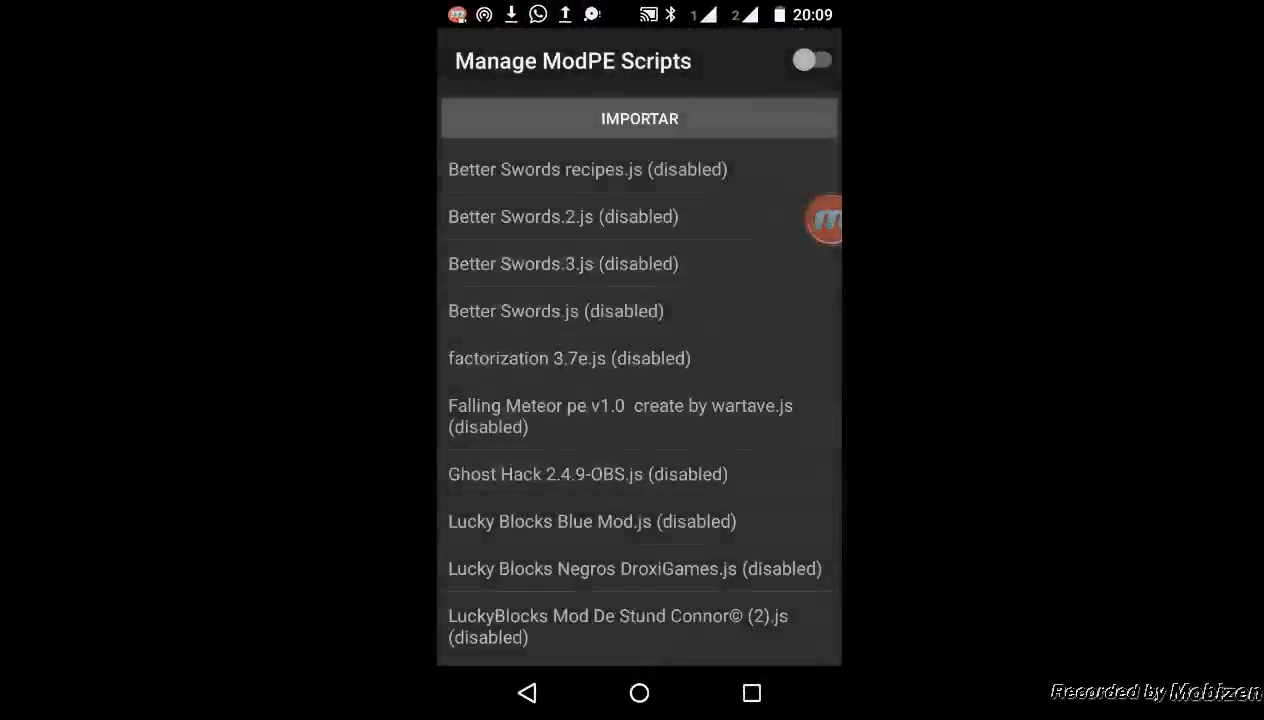 1 2 20:09
Manage ModPE Scripts
IMPORTAR
Better Swords recipes.js (disabled)
Better Swords.2.js (disabled)
Better Swords.3.js (disabled)
Better Swords.js (disabled)
factorization 3.7e.js (disabled)
Falling Meteor pe v1.0  create by wartave.js
(disabled)
Ghost Hack 2.4.9-OBS.js (disabled)
Lucky Blocks Blue Mod.js (disabled)
Lucky Blocks Negros DroxiGames.js (disabled)
LuckyBlocks Mod De Stund Connor© (2).js
(disabled)
Recorded by Mobizen